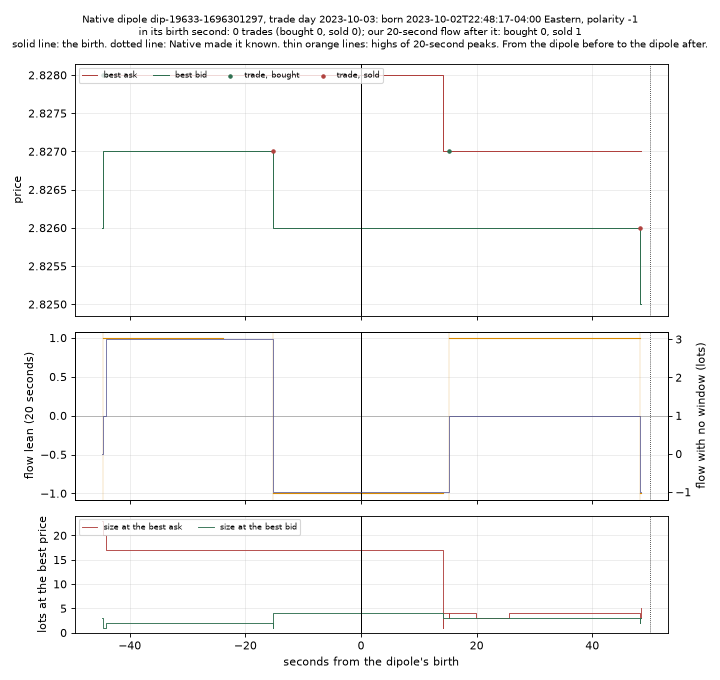 Native dipole dip-19633-1696301297, trade day 2023-10-03: born 2023-10-02T22:48:17-04:00 Eastern, polarity -1
in its birth second: 0 trades (bought 0, sold 0); our 20-second flow after it: bought 0, sold 1
solid line: the birth. dotted line: Native made it known. thin orange lines: highs of 20-second peaks. From the dipole before to the dipole after.
best ask best bid trade, bought trade, sold
2.8280
2.8275
2.8270
2.8265
2.8260
2.8255
2.8250
price
1.0
0.5
0.0
−0.5
−1.0
flow lean (20 seconds)
3
2
1
0
−1
flow with no window (lots)
size at the best ask size at the best bid
20
15
10
5
0
lots at the best price
−40 −20 0 20 40
seconds from the dipole's birth